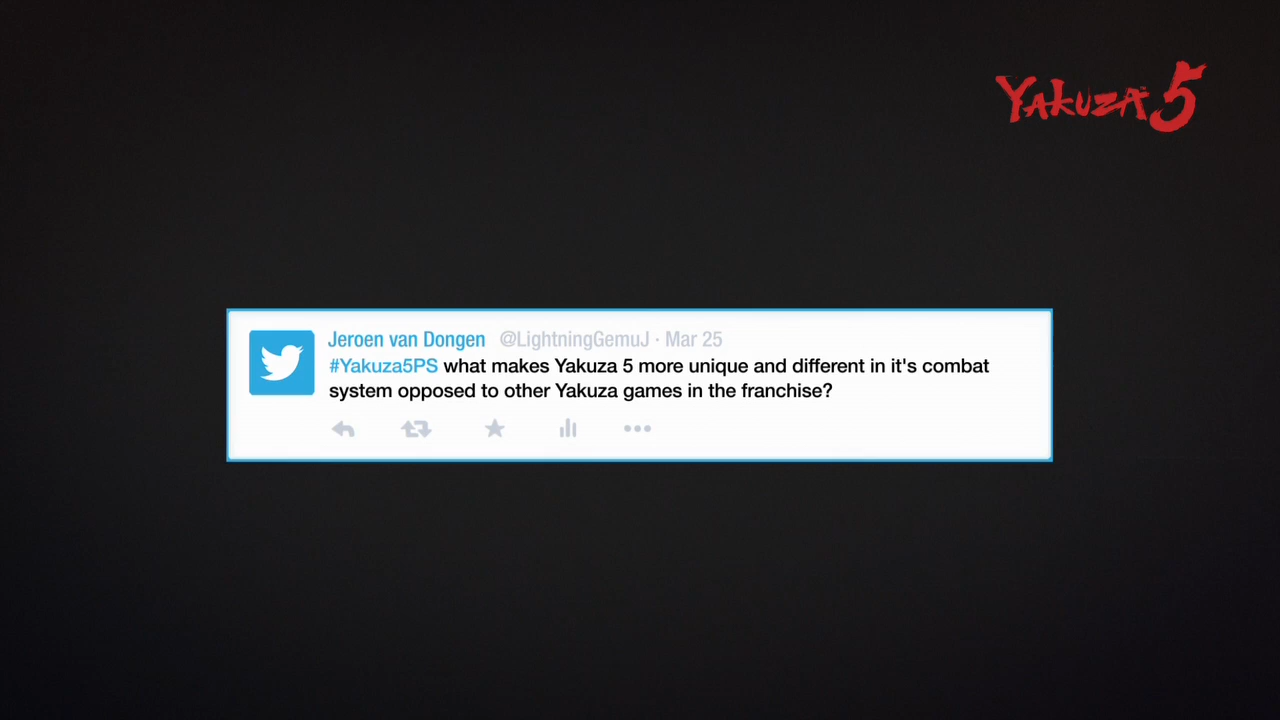 Yakuza 5
Jeroen van Dongen @LightningGemuJ · Mar 25
#Yakuza5PS what makes Yakuza 5 more unique and different in it's combat
system opposed to other Yakuza games in the franchise?